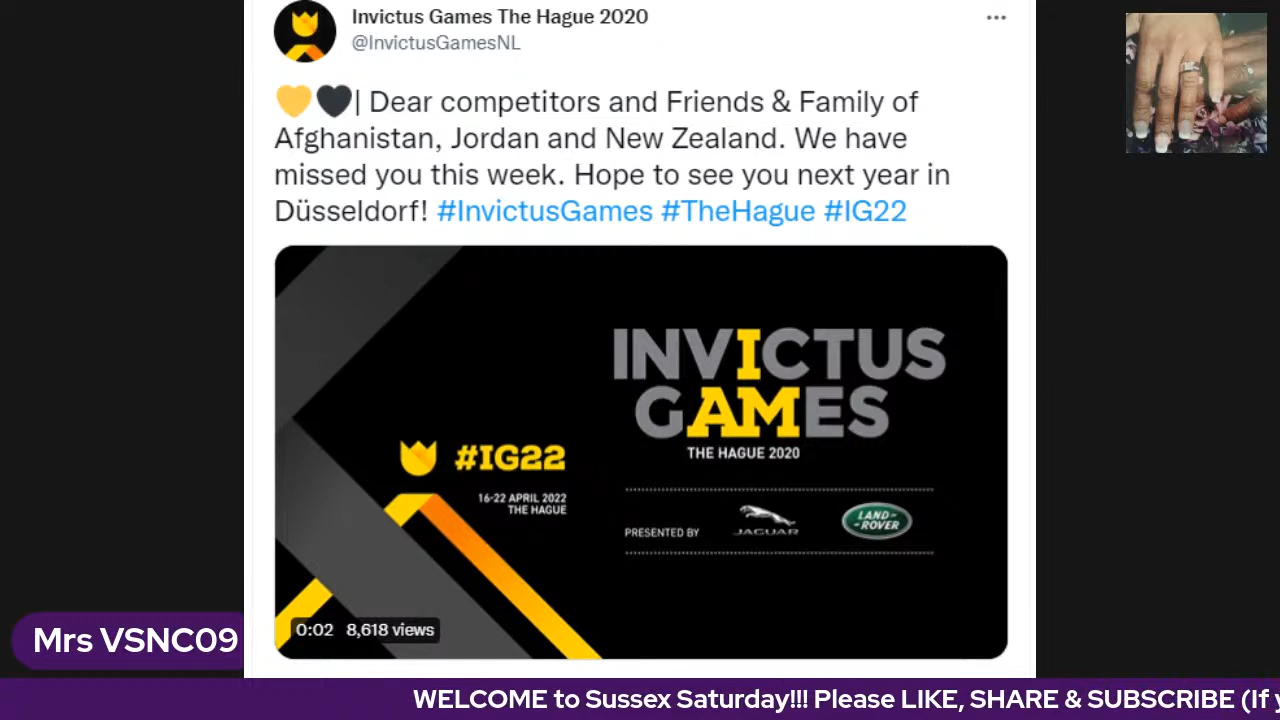 Invictus Games The Hague 2020
@InvictusGamesNL
💛🖤| Dear competitors and Friends & Family of
Afghanistan, Jordan and New Zealand. We have
missed you this week. Hope to see you next year in
Düsseldorf! #InvictusGames #TheHague #IG22
INVICTUS
GAMES
THE HAGUE 2020
#IG22
16-22 APRIL 2022
THE HAGUE
PRESENTED BY
JAGUAR
LAND-
-ROVER
0:02 8,618 views
Mrs VSNC09
WELCOME to Sussex Saturday!!! Please LIKE, SHARE & SUBSCRIBE (If